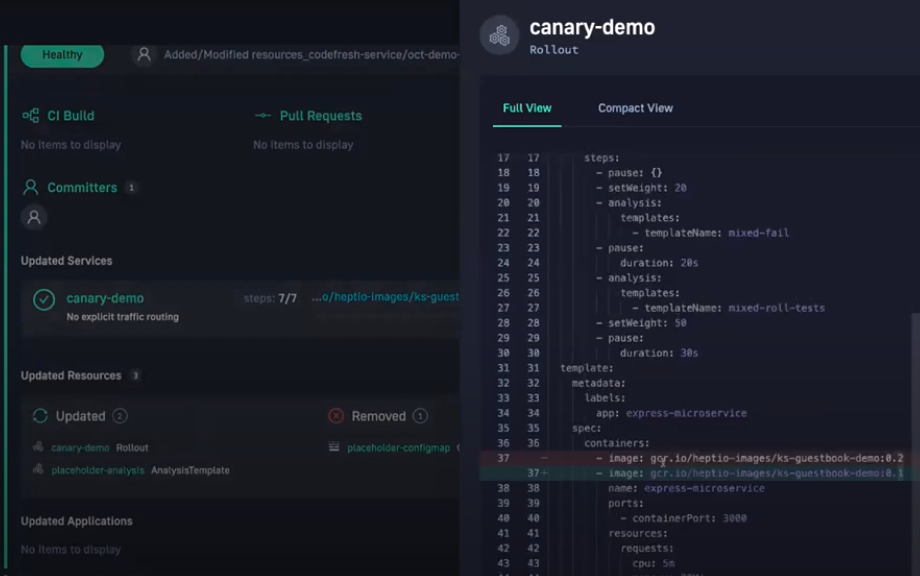 Healthy
Added/Modified resources_codefresh-service/oct-demo-
CI Build
Pull Requests
No Items to display
No items to display
Committers 1
Updated Services
canary-demo
steps: 7/7
...o/heptio-images/ks-guest
No explicit traffic routing
Updated Resources 3
Updated 2
Removed 1
canary-demo Rollout
placeholder-configmap
placeholder-analysis AnalysisTemplate
Updated Applications
No Items to display
canary-demo
Rollout
Full View
Compact View
17 17 steps:
18 18 - pause: {}
19 19 - setWeight: 20
20 20 - analysis:
21 21 templates:
22 22 - templateName: mixed-fail
23 23 - pause:
24 24 duration: 20s
25 25 - analysis:
26 26 templates:
27 27 - templateName: mixed-roll-tests
28 28 - setWeight: 50
29 29 - pause:
30 30 duration: 30s
31 31 template:
32 32 metadata:
33 33 labels:
34 34 app: express-microservice
35 35 spec:
36 36 containers:
37 - - image: gcr.io/heptio-images/ks-guestbook-demo:0.2
37 + - image: gcr.io/heptio-images/ks-guestbook-demo:0.1
38 38 name: express-microservice
39 39 ports:
40 40 - containerPort: 3000
41 41 resources:
42 42 requests:
43 43 cpu: 5m